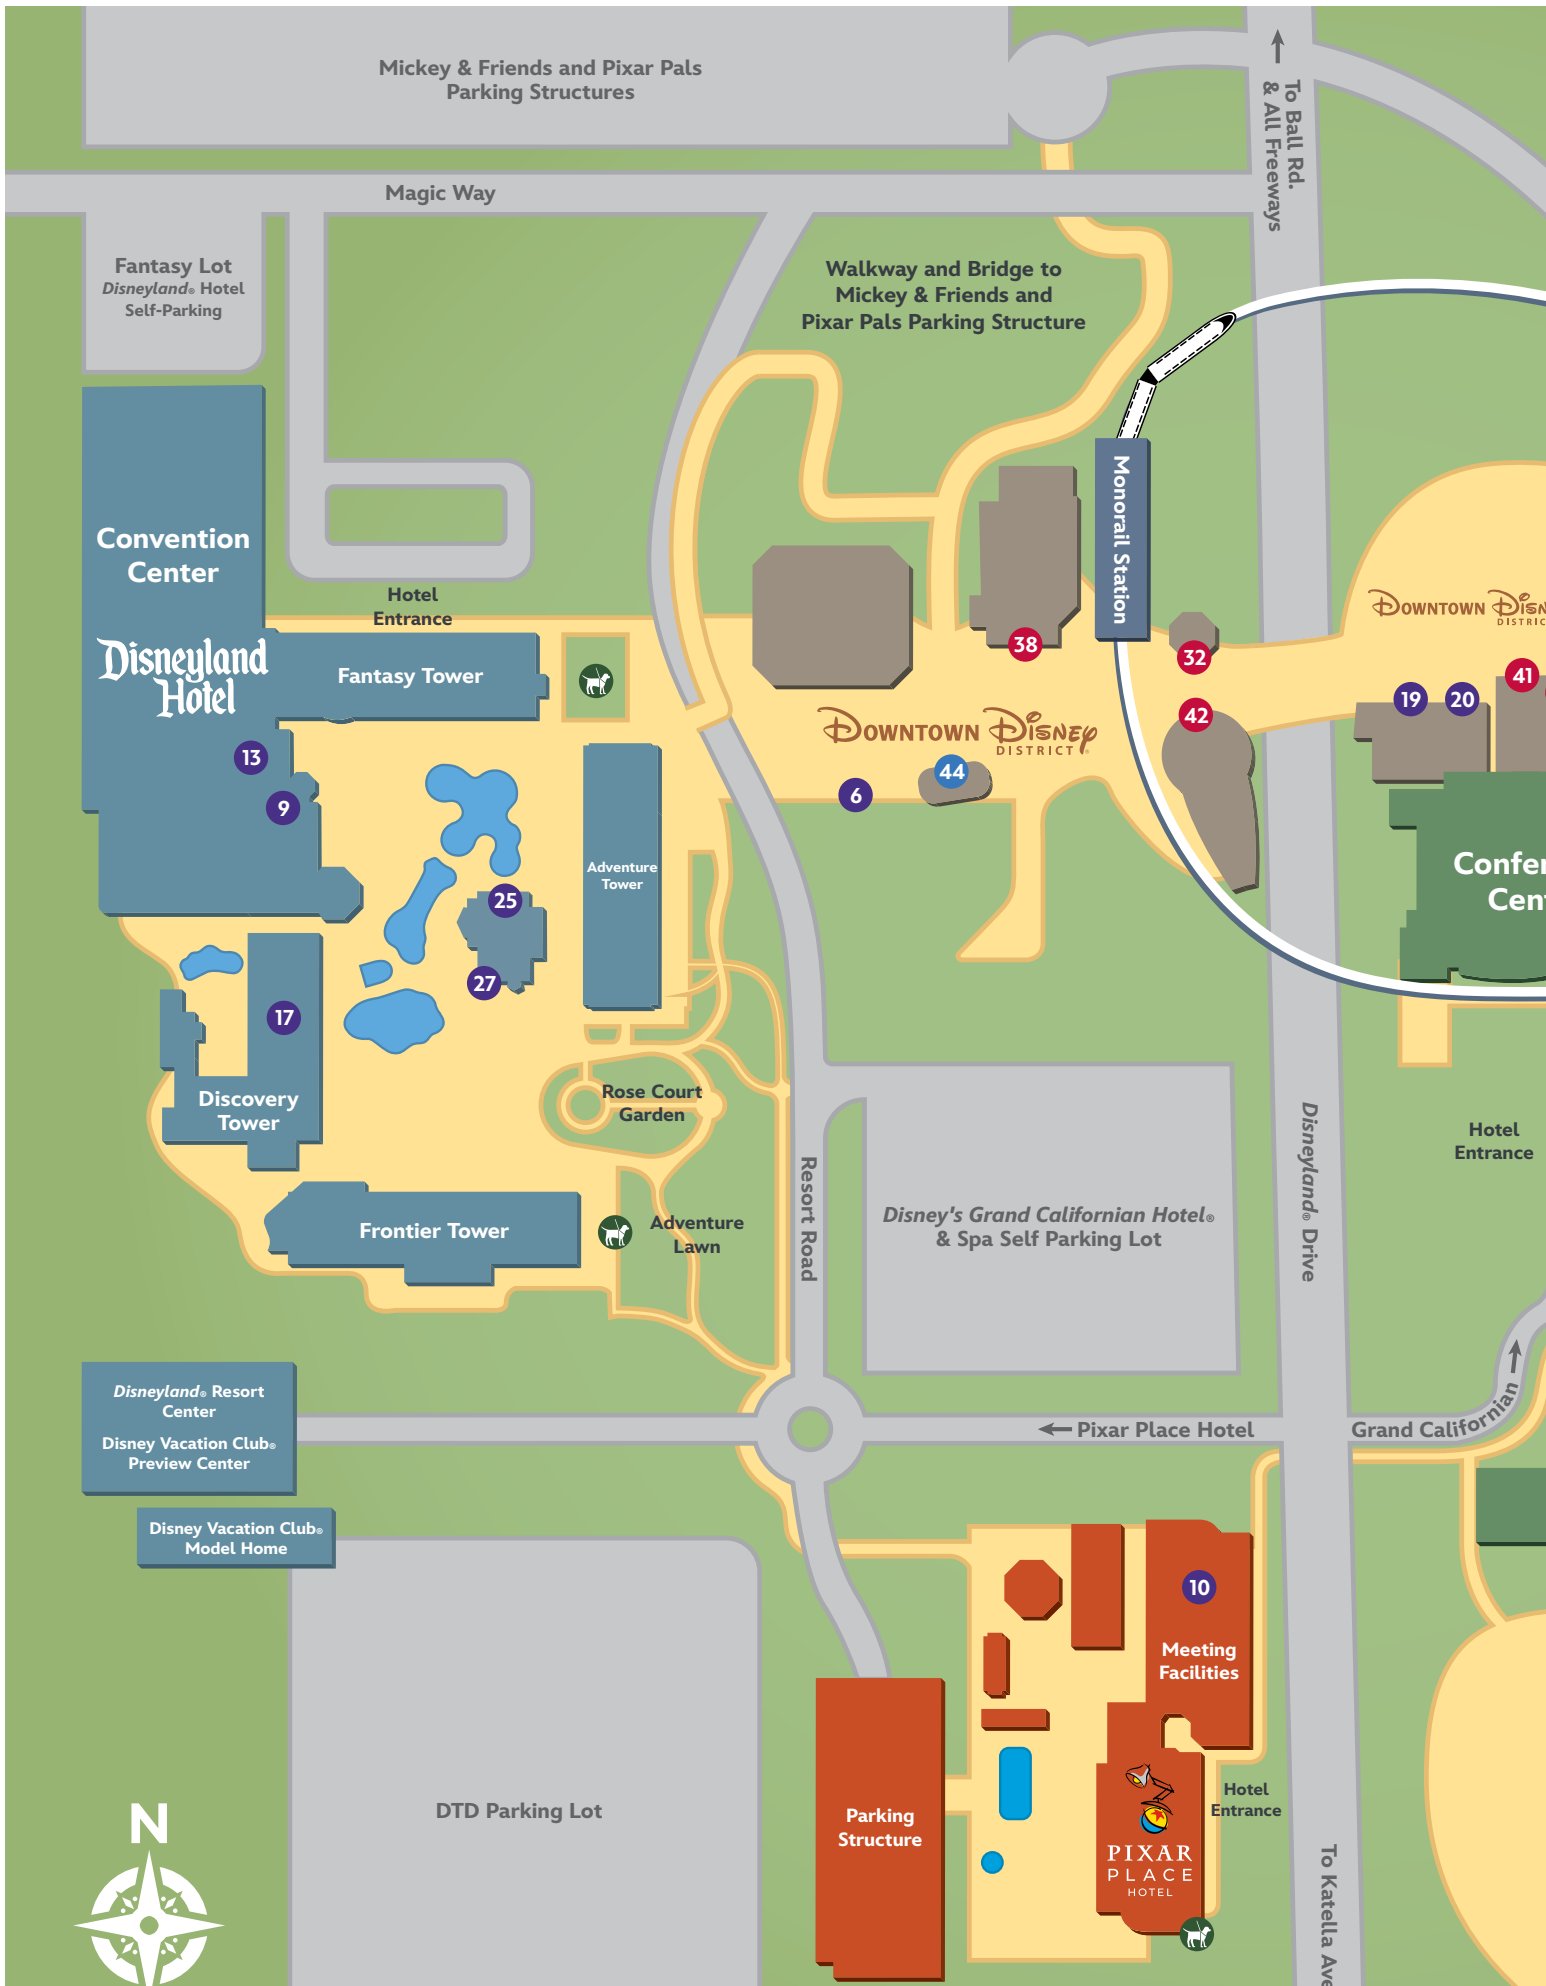 Mickey & Friends and Pixar Pals
Parking Structures
To Ball Rd.
& All Freeways
Magic Way
Fantasy Lot
Disneyland® Hotel
Self-Parking
Walkway and Bridge to
Mickey & Friends and
Pixar Pals Parking Structure
Monorail Station
Convention
Center
Hotel
Entrance
Disneyland
Hotel
Fantasy Tower
38
32
DOWNTOWN DISN
DISTRIC
41
19
20
42
DOWNTOWN DISNEY
DISTRICT
13
9
44
6
Adventure
Tower
Confer
Cen
25
27
17
Discovery
Tower
Rose Court
Garden
Hotel
Entrance
Resort Road
Disneyland® Drive
Disney's Grand Californian Hotel®
& Spa Self Parking Lot
Frontier Tower
Adventure
Lawn
Disneyland® Resort
Center
Disney Vacation Club®
Preview Center
Pixar Place Hotel
Grand Californian
Disney Vacation Club®
Model Home
10
Meeting
Facilities
DTD Parking Lot
Parking
Structure
Hotel
Entrance
PIXAR
PLACE
HOTEL
To Katella Ave
N